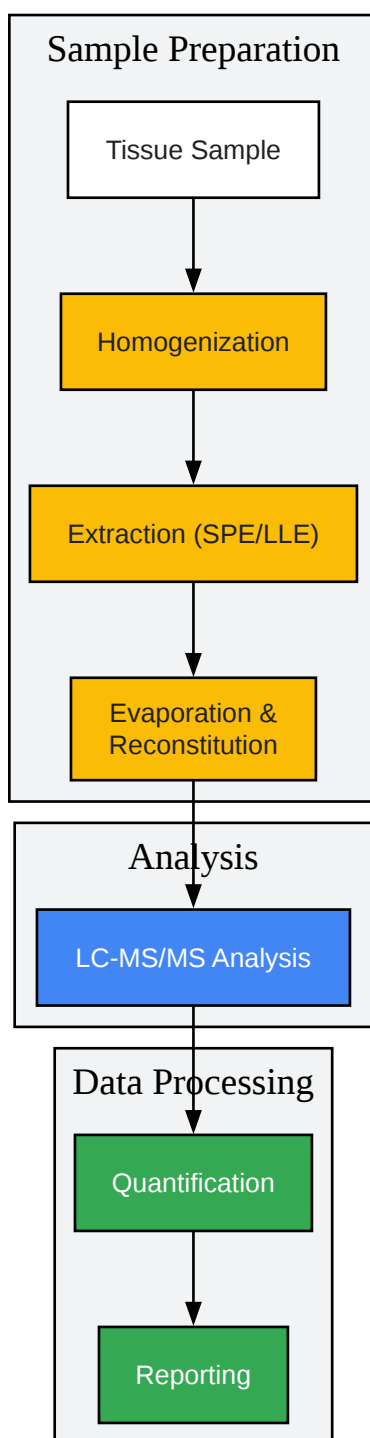 Sample Preparation
Tissue Sample
Homogenization
Extraction (SPE/LLE)
Evaporation &
Reconstitution
Analysis
LC-MS/MS Analysis
Data Processing
Quantification
Reporting